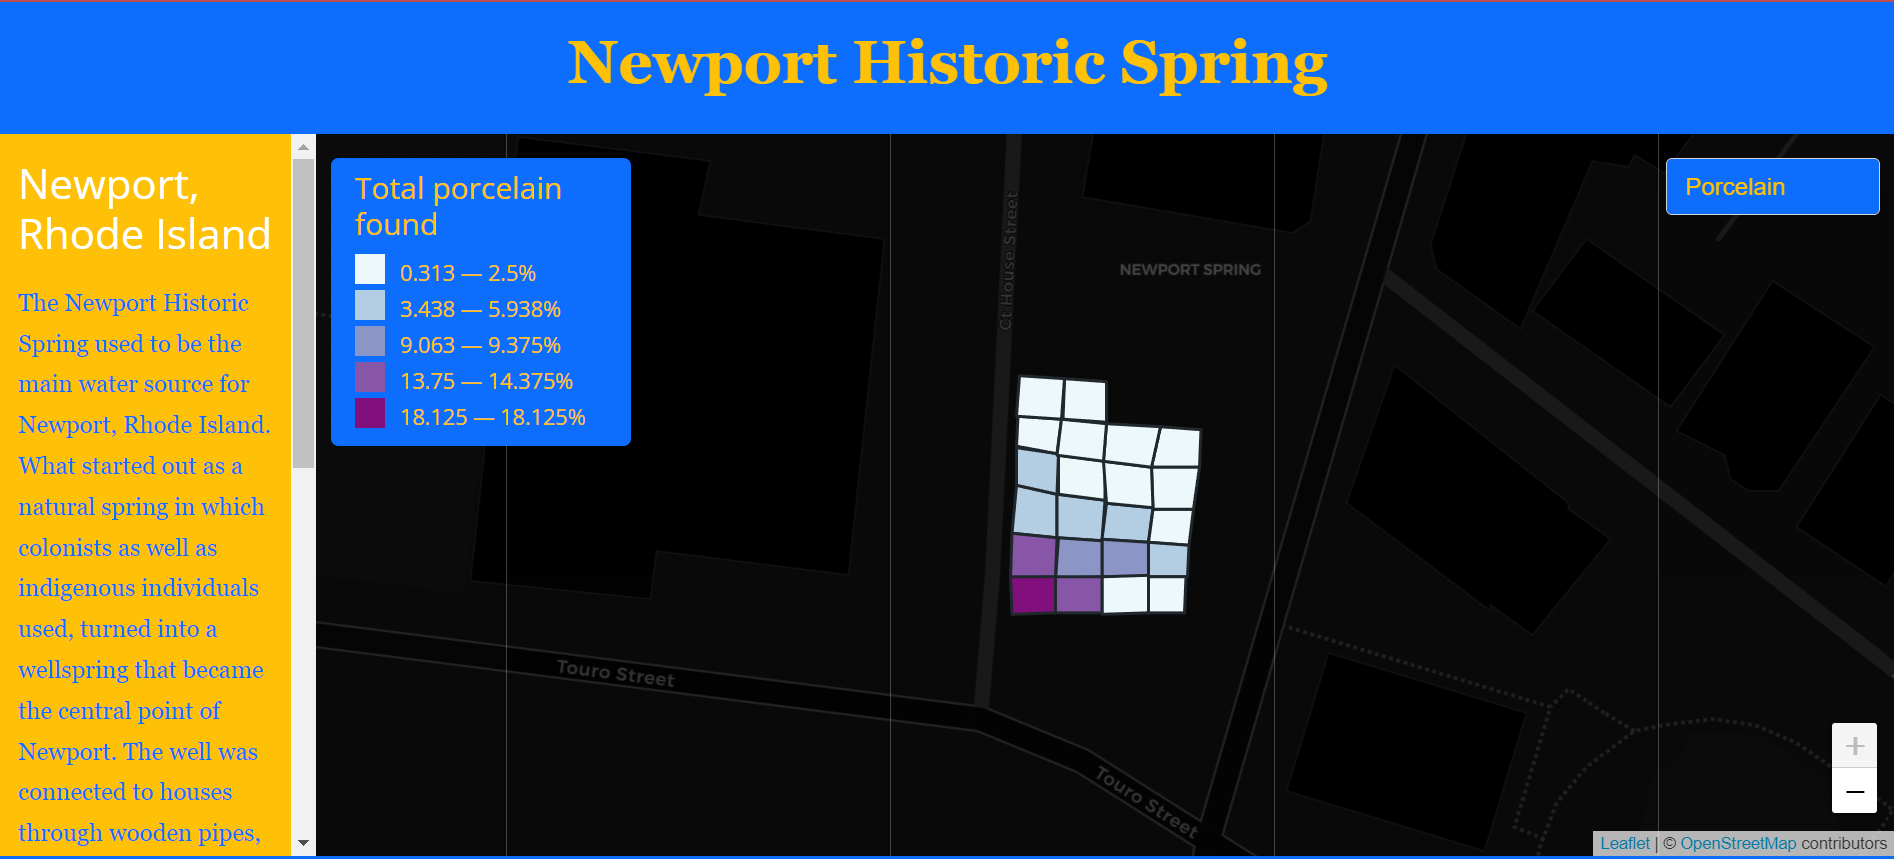 Newport Historic Spring
Newport,
Rhode Island
The Newport Historic
Spring used to be the
main water source for
Newport, Rhode Island.
What started out as a
natural spring in which
colonists as well as
indigenous individuals
used, turned into a
wellspring that became
the central point of
Newport. The well was
connected to houses
through wooden pipes,
Total porcelain
found
0.313 — 2.5%
3.438 — 5.938%
9.063 — 9.375%
13.75 — 14.375%
18.125 — 18.125%
Ct House Street
NEWPORT SPRING
Touro Street
Touro Street
Porcelain
+
−
Leaflet | © OpenStreetMap contributors